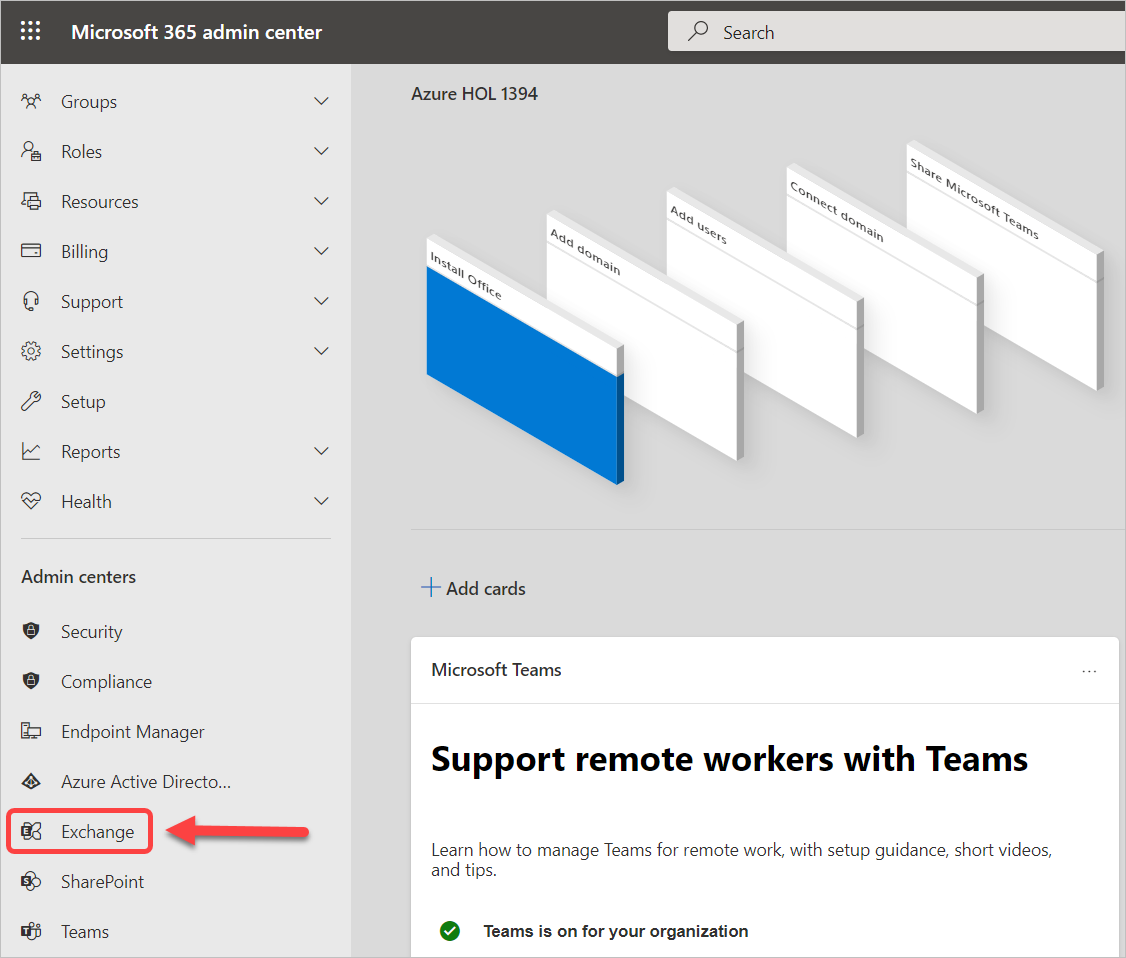 Microsoft 365 admin center
Search
Groups
Roles
Resources
Billing
Support
Settings
Setup
Reports
Health
Admin centers
Security
Compliance
Endpoint Manager
Azure Active Directo...
Exchange
SharePoint
Teams
Azure HOL 1394
Install Office
Add domain
Add users
Connect domain
Share Microsoft Teams
Add cards
Microsoft Teams
Support remote workers with Teams
Learn how to manage Teams for remote work, with setup guidance, short videos,
and tips.
Teams is on for your organization